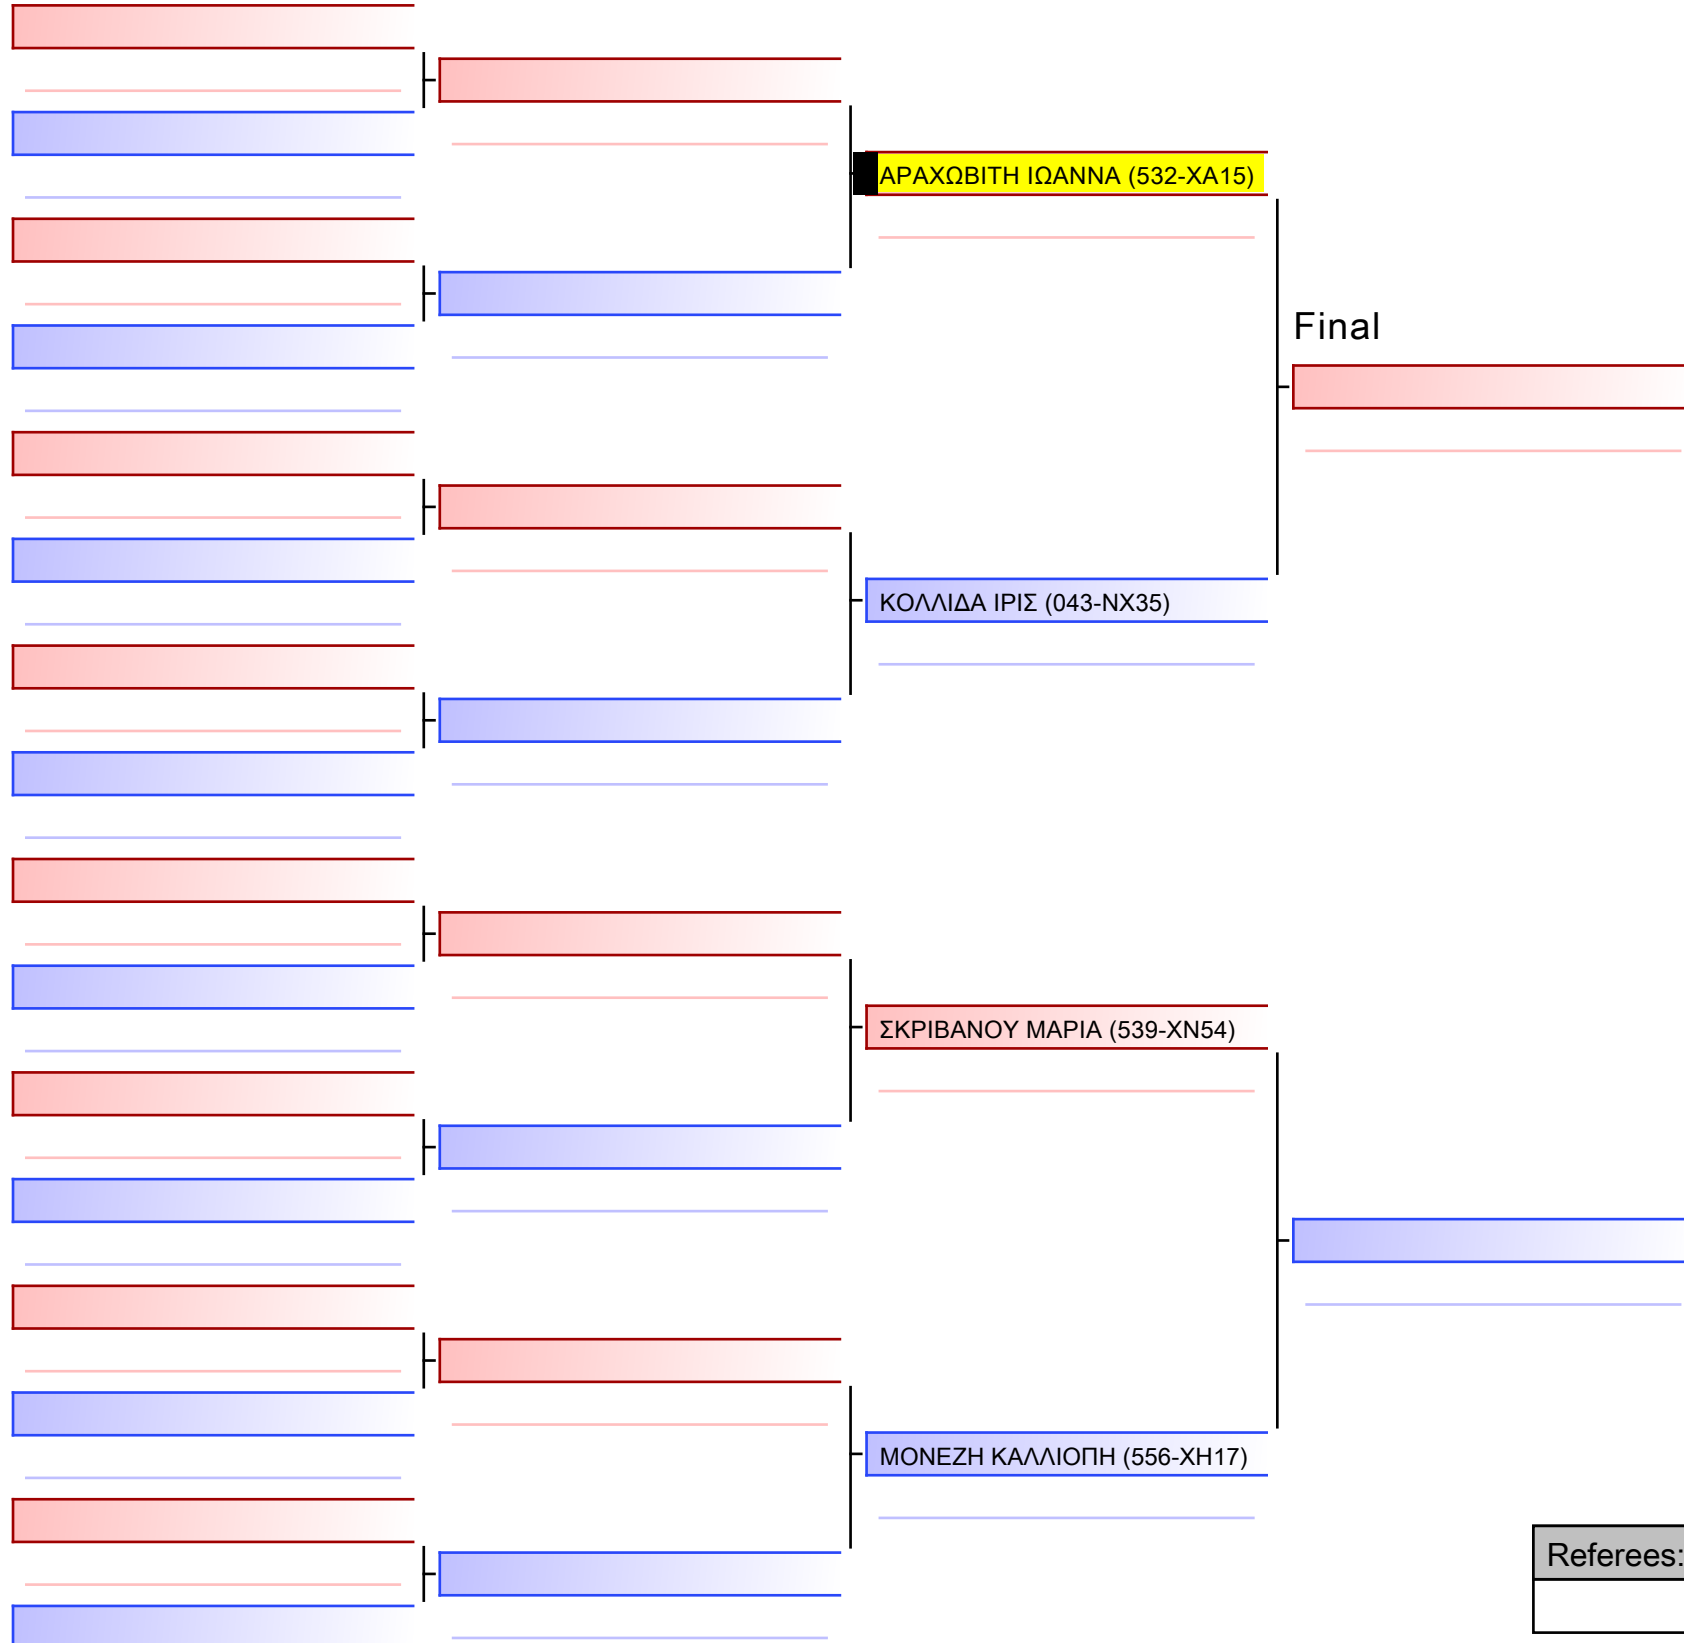 ΑΡΑΧΩΒΙΤΗ ΙΩΑΝΝΑ (532-ΧΑ15)
Final
ΚΟΛΛΙΔΑ ΙΡΙΣ (043-ΝΧ35)
ΣΚΡΙΒΑΝΟΥ ΜΑΡΙΑ (539-ΧΝ54)
ΜΟΝΕΖΗ ΚΑΛΛΙΟΠΗ (556-ΧΗ17)
Referees: